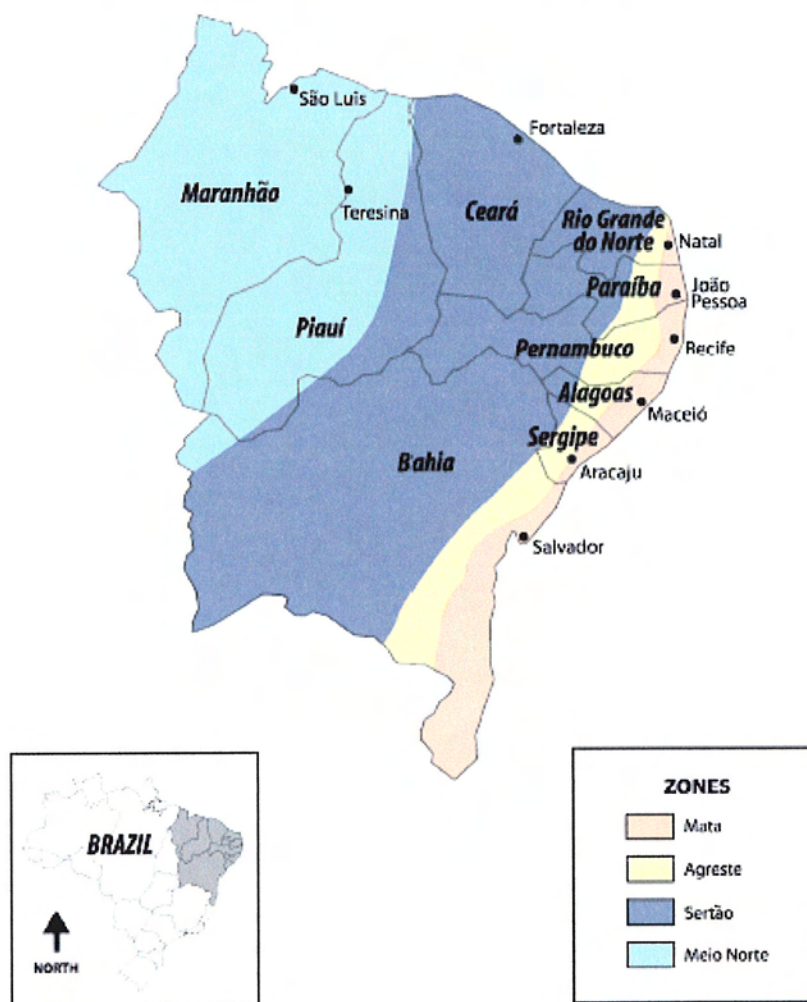 São Luis
Fortaleza
Maranhão
Teresina
Ceará
Rio Grande
do Norte
Natal
Paraíba
João
Pessoa
Piauí
Pernambuco
Recife
Alagoas
Maceió
Sergipe
Bahia
Aracaju
Salvador
BRAZIL
NORTH
ZONES
Mata
Agreste
Sertão
Meio Norte